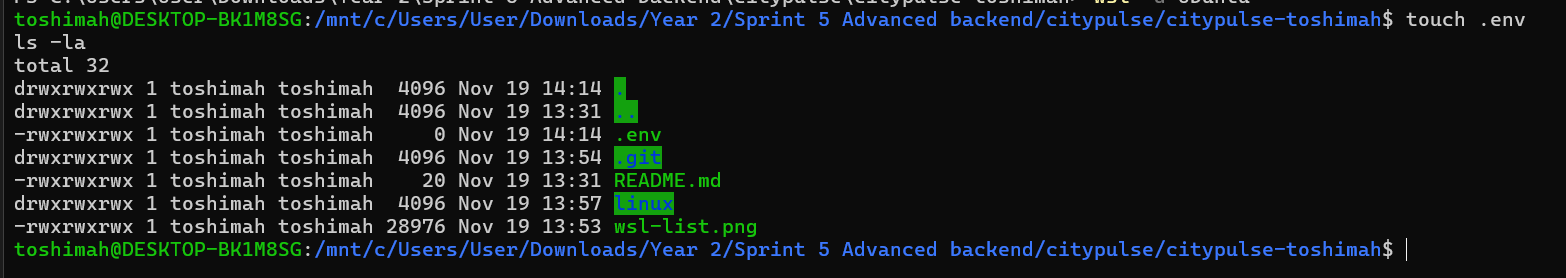 toshimah@DESKTOP-BK1M8SG:/mnt/c/Users/User/Downloads/Year 2/Sprint 5 Advanced backend/citypulse/citypulse-toshimah$ touch .env
ls -la
total 32
drwxrwxrwx 1 toshimah toshimah  4096 Nov 19 14:14 .
drwxrwxrwx 1 toshimah toshimah  4096 Nov 19 13:31 ..
-rwxrwxrwx 1 toshimah toshimah     0 Nov 19 14:14 .env
drwxrwxrwx 1 toshimah toshimah  4096 Nov 19 13:54 .git
-rwxrwxrwx 1 toshimah toshimah    20 Nov 19 13:31 README.md
drwxrwxrwx 1 toshimah toshimah  4096 Nov 19 13:57 linux
-rwxrwxrwx 1 toshimah toshimah 28976 Nov 19 13:53 wsl-list.png
toshimah@DESKTOP-BK1M8SG:/mnt/c/Users/User/Downloads/Year 2/Sprint 5 Advanced backend/citypulse/citypulse-toshimah$